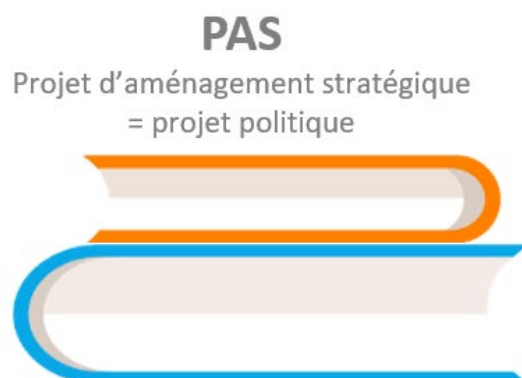 PAS
Projet d’aménagement stratégique
= projet politique